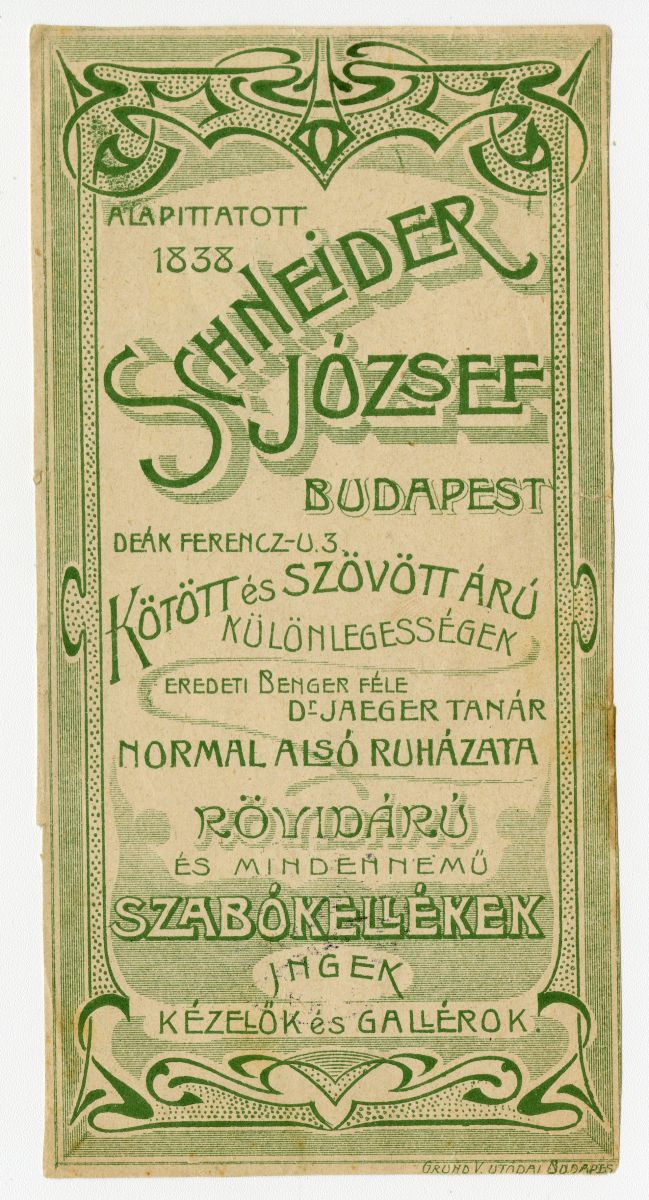 ALAPITTATOTT
1838
SCHNEIDER
JÓZSEF
BUDAPEST
DEÁK FERENCZ-U. 3.
KÖTÖTT és SZÖVÖTT ÁRÚ
KÜLÖNLEGESSÉGEK
EREDETI BENGER FÉLE
Dr JAEGER TANÁR
NORMAL ALSÓ RUHÁZATA
RÖVIDÁRÚ
ÉS MINDENNEMŰ
SZABÓKELLÉKEK
INGEK
KÉZELŐK és GALLÉROK.
GRUND V. UTÓDAI BUDAPES